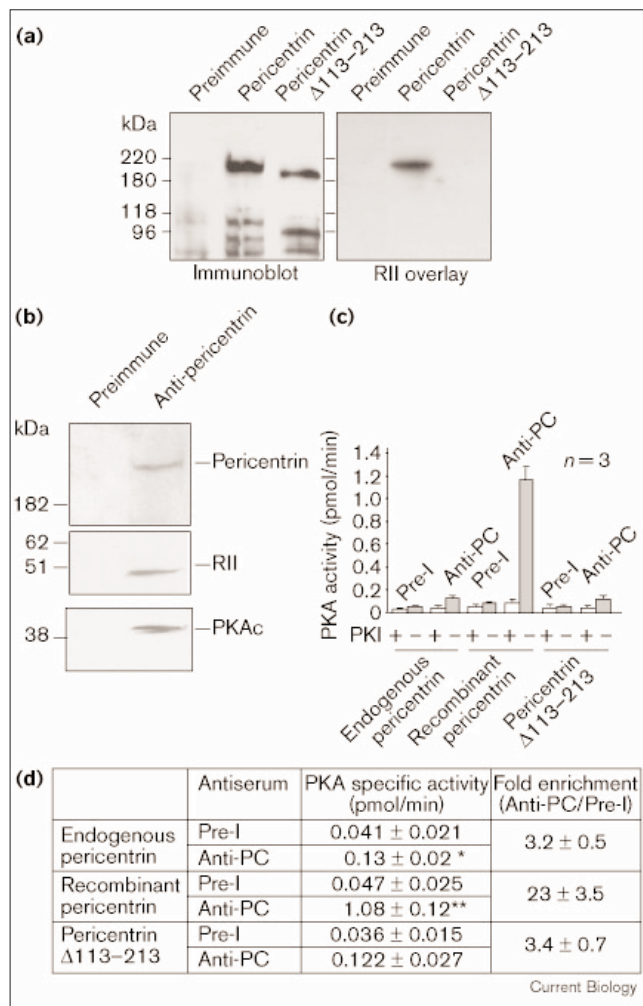 (a)
Preimmune
Pericentrin
Pericentrin
Δ113–213
Preimmune
Pericentrin
Pericentrin
Δ113–213
kDa
220
180
118
96
Immunoblot
RII overlay
(b)
Preimmune
Anti-pericentrin
kDa
182
62
51
38
Pericentrin
RII
PKAc
(c)
PKA activity (pmol/min)
1.4
1.2
1.0
0.8
0.6
0.4
0.2
0
Pre-I
Anti-PC
Pre-I
Anti-PC
Pre-I
Anti-PC
n = 3
PKI + – + – + – + – + – + –
Endogenous
pericentrin
Recombinant
pericentrin
Pericentrin
Δ113–213
(d)
Antiserum PKA specific activity Fold enrichment
(pmol/min) (Anti-PC/Pre-I)
Endogenous pericentrin Pre-I 0.041 ± 0.021 3.2 ± 0.5
Anti-PC 0.13 ± 0.02 *
Recombinant pericentrin Pre-I 0.047 ± 0.025 23 ± 3.5
Anti-PC 1.08 ± 0.12**
Pericentrin Δ113–213 Pre-I 0.036 ± 0.015 3.4 ± 0.7
Anti-PC 0.122 ± 0.027
Current Biology